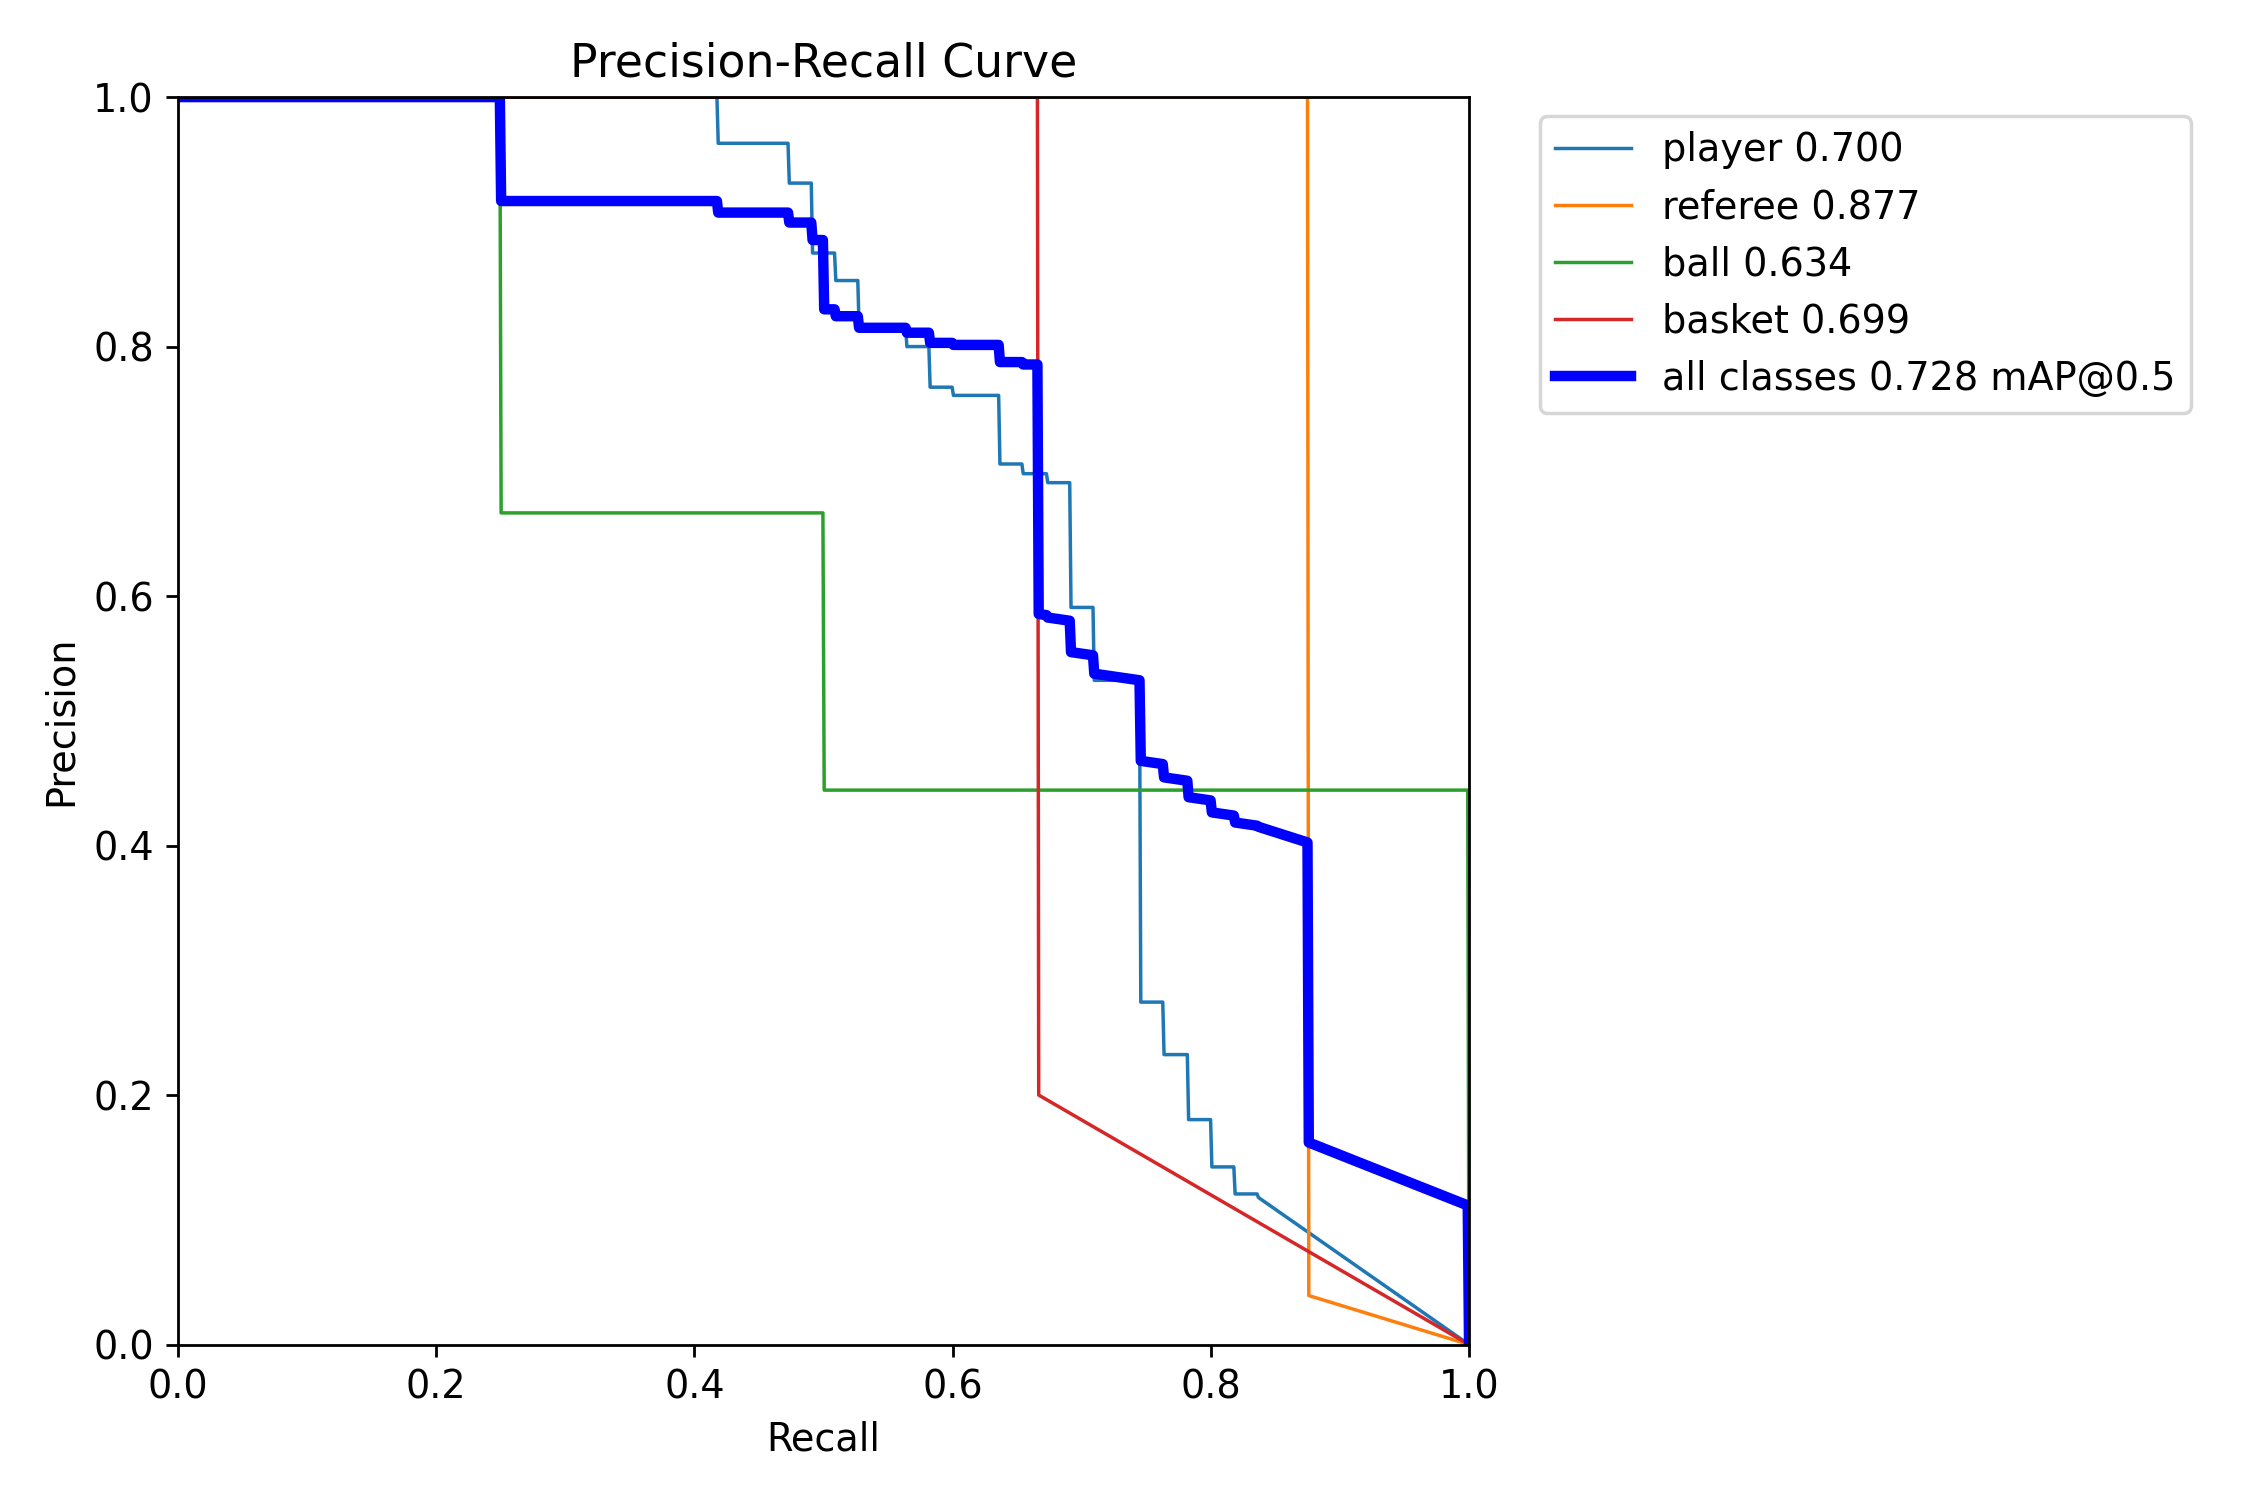 Precision-Recall Curve
1.0
0.8
0.6
0.4
0.2
0.0
Precision
0.0 0.2 0.4 0.6 0.8 1.0
Recall
player 0.700
referee 0.877
ball 0.634
basket 0.699
all classes 0.728 mAP@0.5